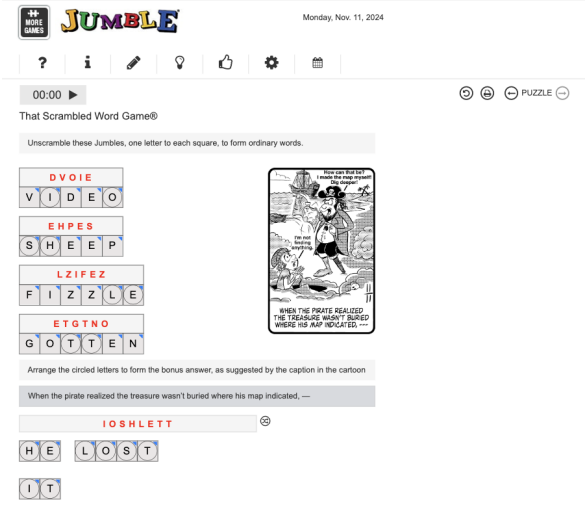 MORE
GAMES
JUMBLE
Monday, Nov. 11, 2024
00:00
PUZZLE
That Scrambled Word Game®
Unscramble these Jumbles, one letter to each square, to form ordinary words.
DVOIE
VIDEO
EHPES
SHEEP
LZIFEZ
FIZZLE
ETGTNO
GOTTEN
How can that be?
I made the map myself!
Dig deeper!
I'm not
finding
anything.
WHEN THE PIRATE REALIZED
THE TREASURE WASN'T BURIED
WHERE HIS MAP INDICATED, ---
Arrange the circled letters to form the bonus answer, as suggested by the caption in the cartoon
When the pirate realized the treasure wasn't buried where his map indicated, —
IOSHLETT
HE LOST
IT